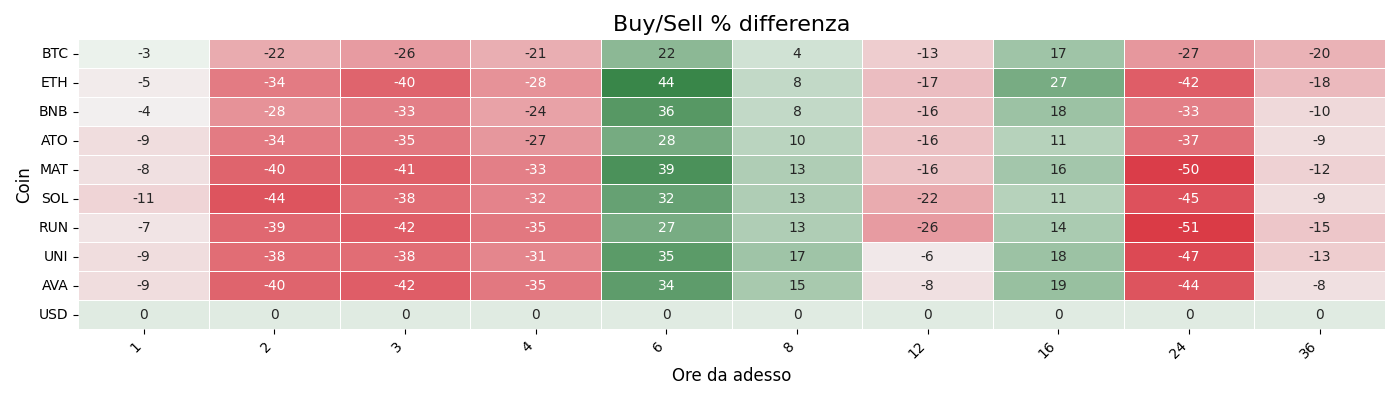 Buy/Sell % differenza
Coin
BTC -3 -22 -26 -21 22 4 -13 17 -27 -20
ETH -5 -34 -40 -28 44 8 -17 27 -42 -18
BNB -4 -28 -33 -24 36 8 -16 18 -33 -10
ATO -9 -34 -35 -27 28 10 -16 11 -37 -9
MAT -8 -40 -41 -33 39 13 -16 16 -50 -12
SOL -11 -44 -38 -32 32 13 -22 11 -45 -9
RUN -7 -39 -42 -35 27 13 -26 14 -51 -15
UNI -9 -38 -38 -31 35 17 -6 18 -47 -13
AVA -9 -40 -42 -35 34 15 -8 19 -44 -8
USD 0 0 0 0 0 0 0 0 0 0
1 2 3 4 6 8 12 16 24 36
Ore da adesso